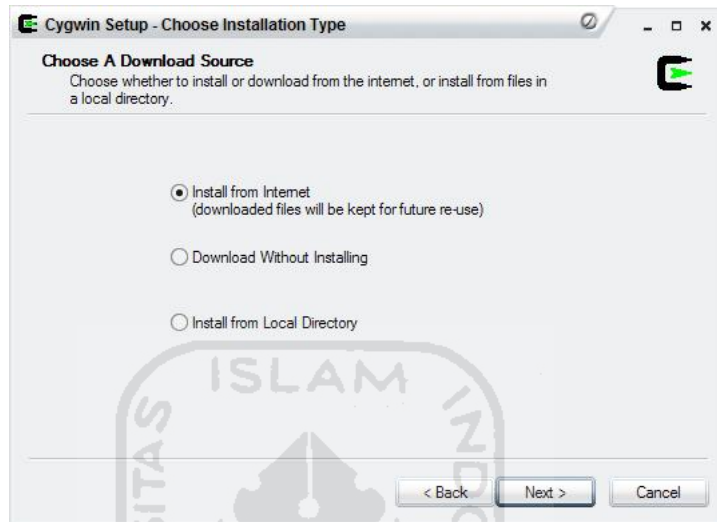 Cygwin Setup - Choose Installation Type
Choose A Download Source
Choose whether to install or download from the internet, or install from files in
a local directory.
Install from Internet
(downloaded files will be kept for future re-use)
Download Without Installing
Install from Local Directory
ISLAM
SITAS
INDO
< Back
Next >
Cancel